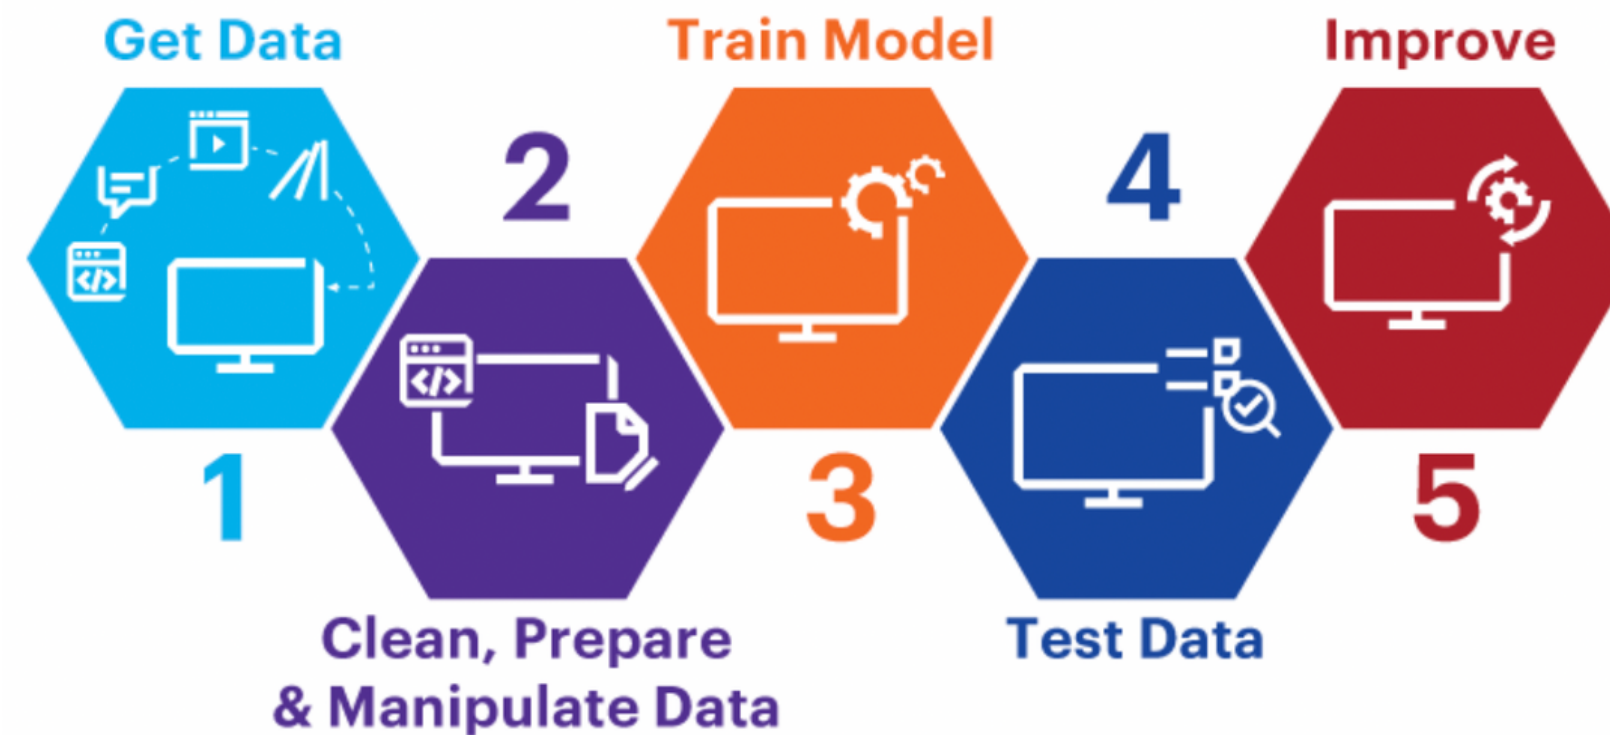 Get Data
1
2
Clean, Prepare
& Manipulate Data
Train Model
3
4
Test Data
Improve
5